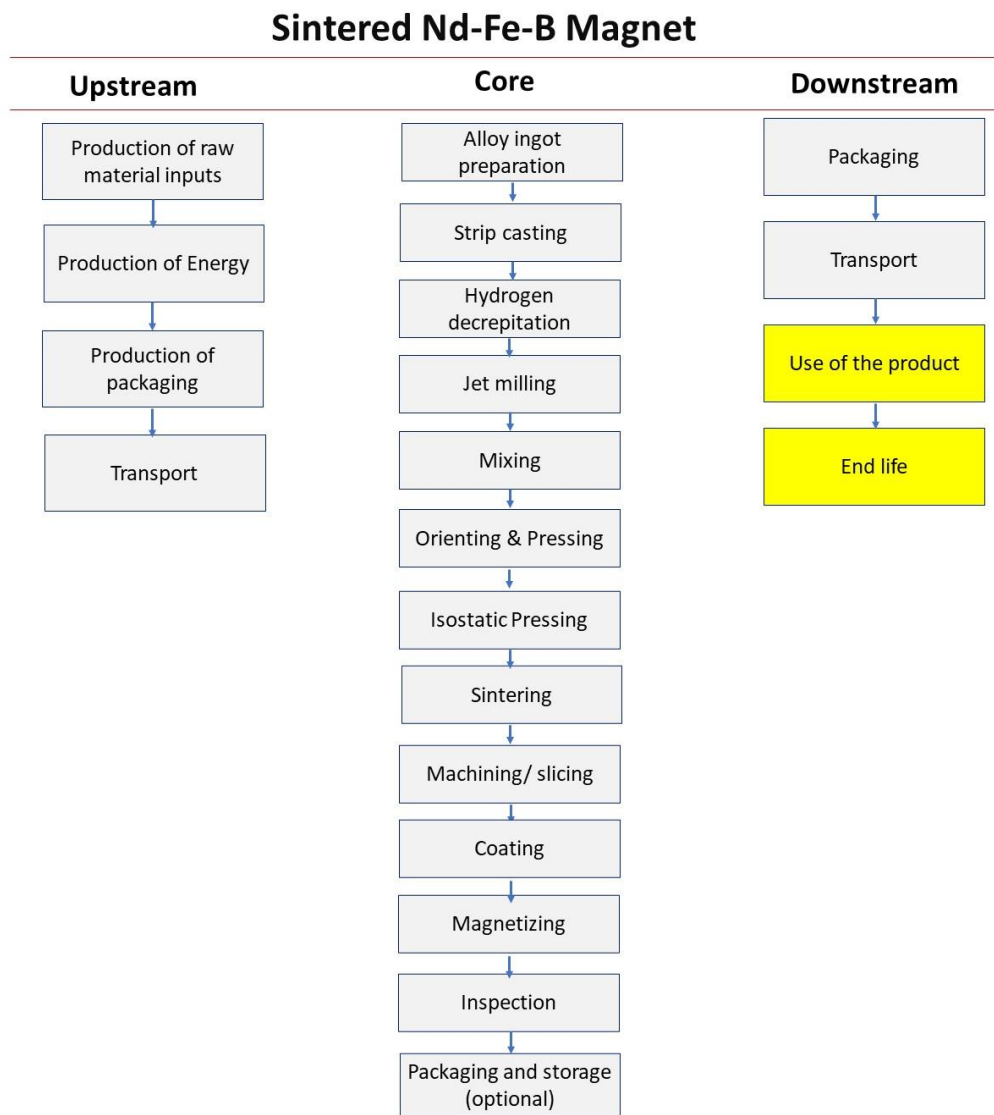 Sintered Nd-Fe-B Magnet
Upstream
Core
Downstream
Production of raw
material inputs
Production of Energy
Production of
packaging
Transport
Alloy ingot
preparation
Strip casting
Hydrogen
decrepitation
Jet milling
Mixing
Orienting & Pressing
Isostatic Pressing
Sintering
Machining/ slicing
Coating
Magnetizing
Inspection
Packaging and storage
(optional)
Packaging
Transport
Use of the product
End life